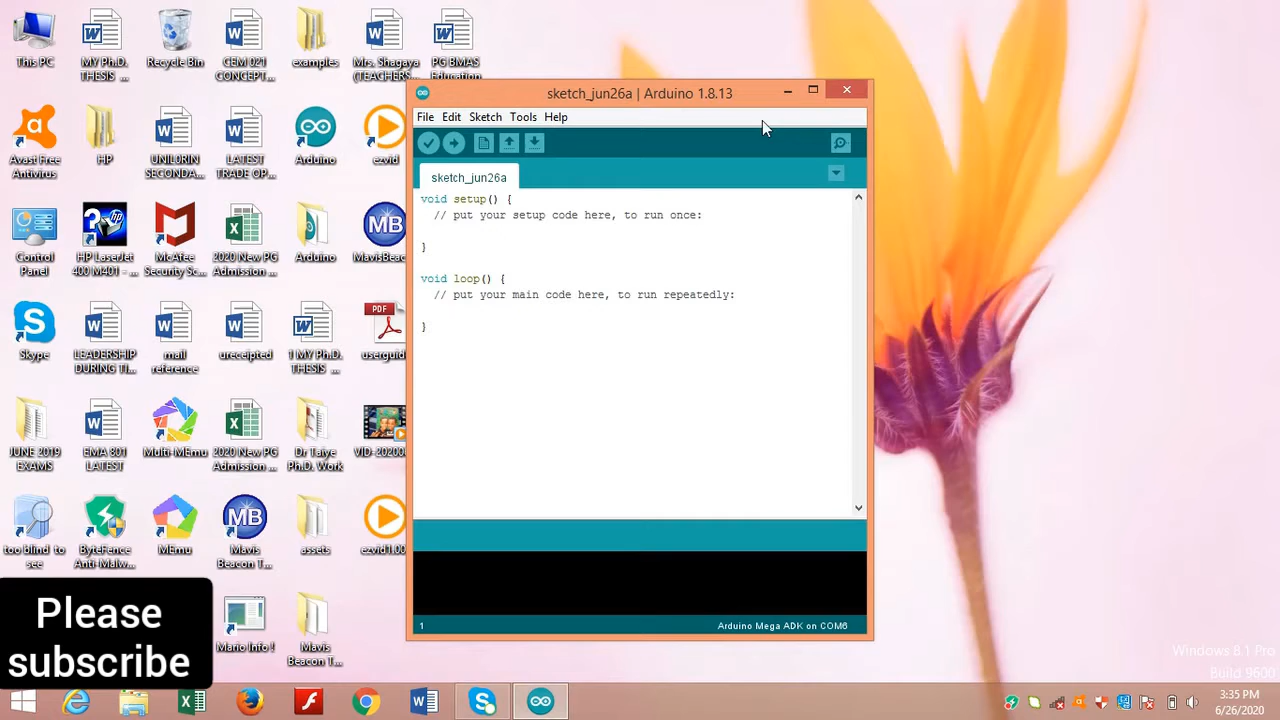 This PC
MY Ph.D.
THESIS ...
Recycle Bin
CEM 021
CONCEPT...
examples
Mrs. Shagaya
(TEACHERS...
PG BMAS
Education
Avast Free
Antivirus
HP
UNILORIN
SECONDA...
LATEST
TRADE OP...
Arduino
ezvid
Control
Panel
HP LaserJet
400 M401 - ...
McAfee
Security Sc...
2020 New PG
Admission ...
Arduino
MavisBeac
Skype
LEADERSHIP
DURING TI...
mail
reference
ureceipted
1 MY Ph.D.
THESIS ...
PDF
userguid
JUNE 2019
EXAMS
EMA 801
LATEST
Multi-MEmu
2020 New PG
Admission ...
Dr Taiye
Ph.D. Work
VID-20200
too blind to
see
ByteFence
Anti-Malw...
MEmu
MB
Mavis
Beacon T...
assets
ezvid1.00
Mario Info !
Mavis
Beacon T...
sketch_jun26a | Arduino 1.8.13
File Edit Sketch Tools Help
sketch_jun26a
void setup() {
// put your setup code here, to run once:
}
void loop() {
// put your main code here, to run repeatedly:
}
1
Arduino Mega ADK on COM6
Please
subscribe
Windows 8.1 Pro
Build 9600
3:35 PM
6/26/2020